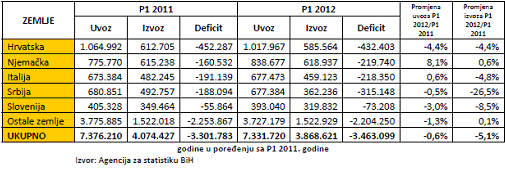 ZEMLJE P1 2011 P1 2012 Promjena uvoza P1 2012/P1 2011 Promjena izvoza P1 2012/P1 2011
Uvoz Izvoz Deficit Uvoz Izvoz Deficit
Hrvatska 1.064.992 612.705 -452.287 1.017.967 585.564 -432.403 -4,4% -4,4%
Njemačka 775.770 615.238 -160.532 838.677 618.937 -219.740 8,1% 0,6%
Italija 673.384 482.245 -191.139 677.473 459.123 -218.350 0,6% -4,8%
Srbija 680.851 492.757 -188.094 677.384 362.236 -315.148 -0,5% -26,5%
Slovenija 405.328 349.464 -55.864 393.040 319.832 -73.208 -3,0% -8,5%
Ostale zemlje 3.775.885 1.522.018 -2.253.867 3.727.179 1.522.929 -2.204.250 -1,3% 0,1%
UKUPNO 7.376.210 4.074.427 -3.301.783 7.331.720 3.868.621 -3.463.099 -0,6% -5,1%
godine u poređenju sa P1 2011. godine
Izvor: Agencija za statistiku BiH